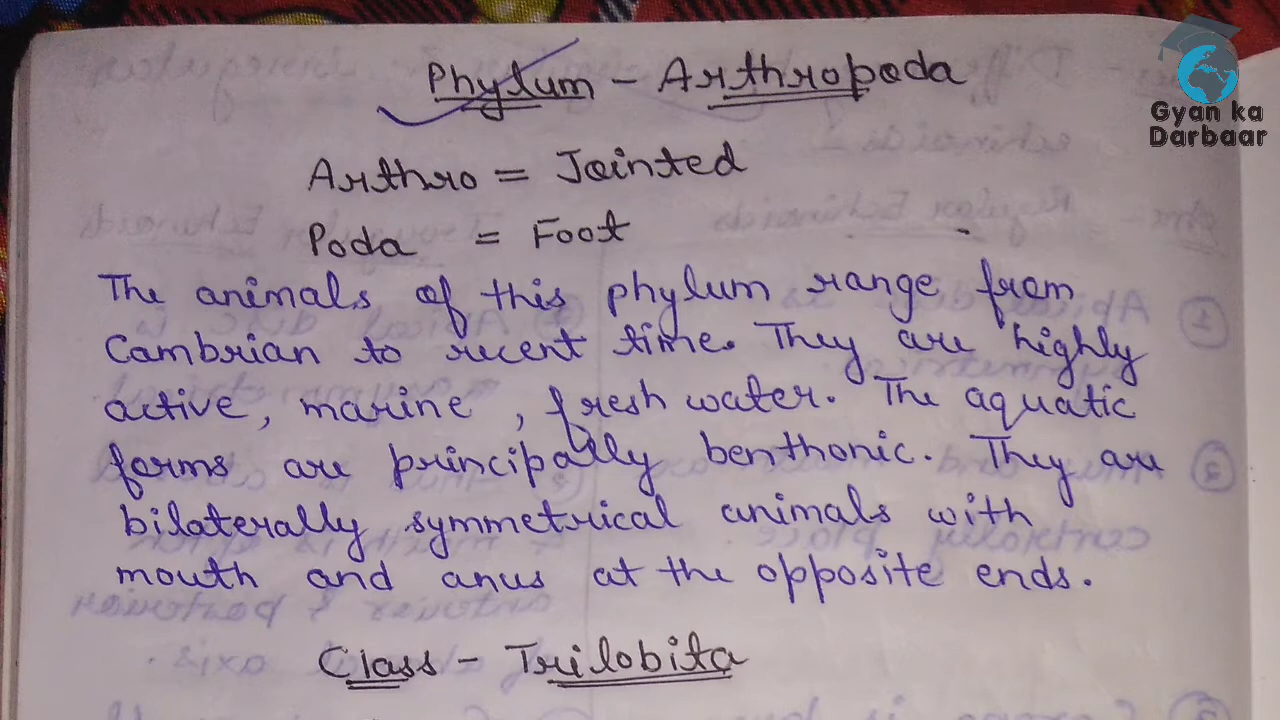 Phylum - Arthropoda
Gyan ka
Darbaar
Arthro = Jointed
Poda = Foot
The animals of this phylum range from
Cambrian to recent time. They are highly
active, marine, fresh water. The aquatic
forms are principally benthonic. They are
bilaterally symmetrical animals with
mouth and anus at the opposite ends.
Class - Trilobita